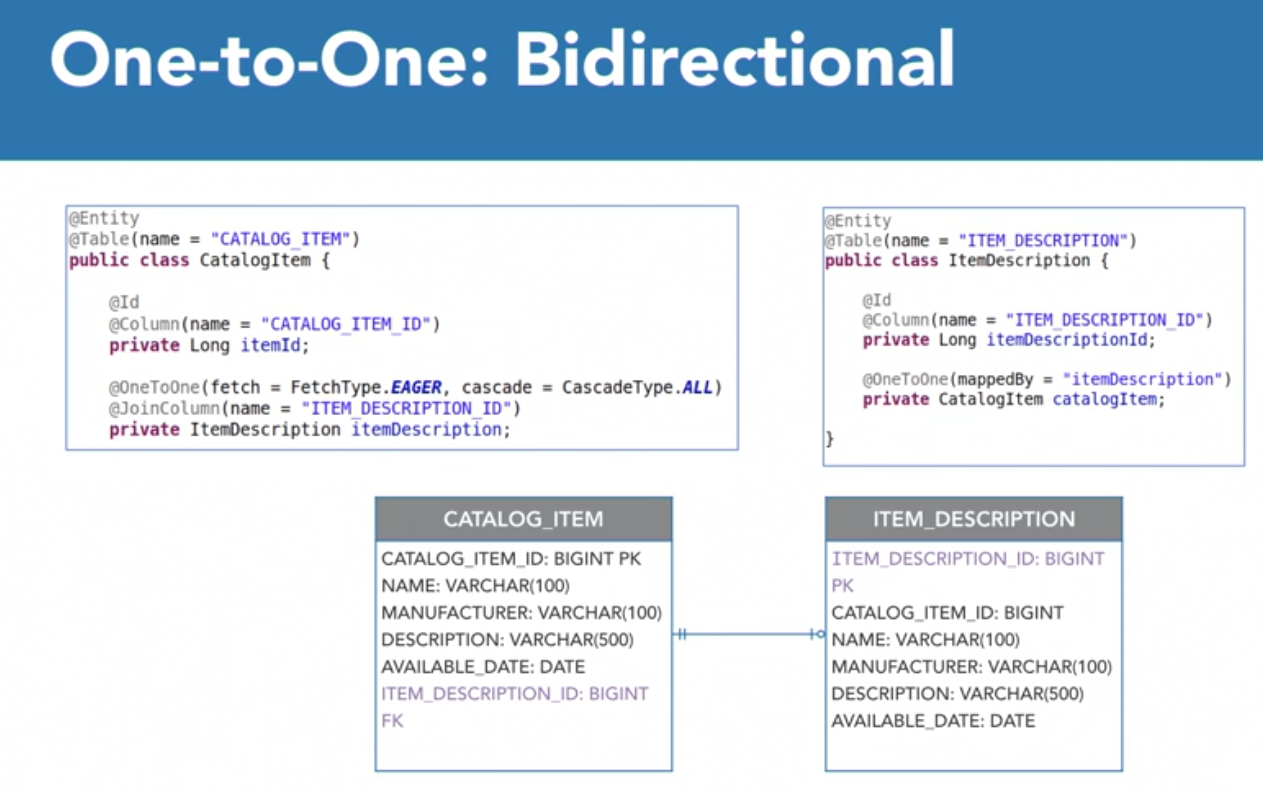 One-to-One: Bidirectional
@Entity
@Table(name = "CATALOG_ITEM")
public class CatalogItem {
@Id
@Column(name = "CATALOG_ITEM_ID")
private Long itemId;
@OneToOne(fetch = FetchType.EAGER, cascade = CascadeType.ALL)
@JoinColumn(name = "ITEM_DESCRIPTION_ID")
private ItemDescription itemDescription;
@Entity
@Table(name = "ITEM_DESCRIPTION")
public class ItemDescription {
@Id
@Column(name = "ITEM_DESCRIPTION_ID")
private Long itemDescriptionId;
@OneToOne(mappedBy = "itemDescription")
private CatalogItem catalogItem;
}
CATALOG_ITEM
CATALOG_ITEM_ID: BIGINT PK
NAME: VARCHAR(100)
MANUFACTURER: VARCHAR(100)
DESCRIPTION: VARCHAR(500)
AVAILABLE_DATE: DATE
ITEM_DESCRIPTION_ID: BIGINT
FK
ITEM_DESCRIPTION
ITEM_DESCRIPTION_ID: BIGINT
PK
CATALOG_ITEM_ID: BIGINT
NAME: VARCHAR(100)
MANUFACTURER: VARCHAR(100)
DESCRIPTION: VARCHAR(500)
AVAILABLE_DATE: DATE